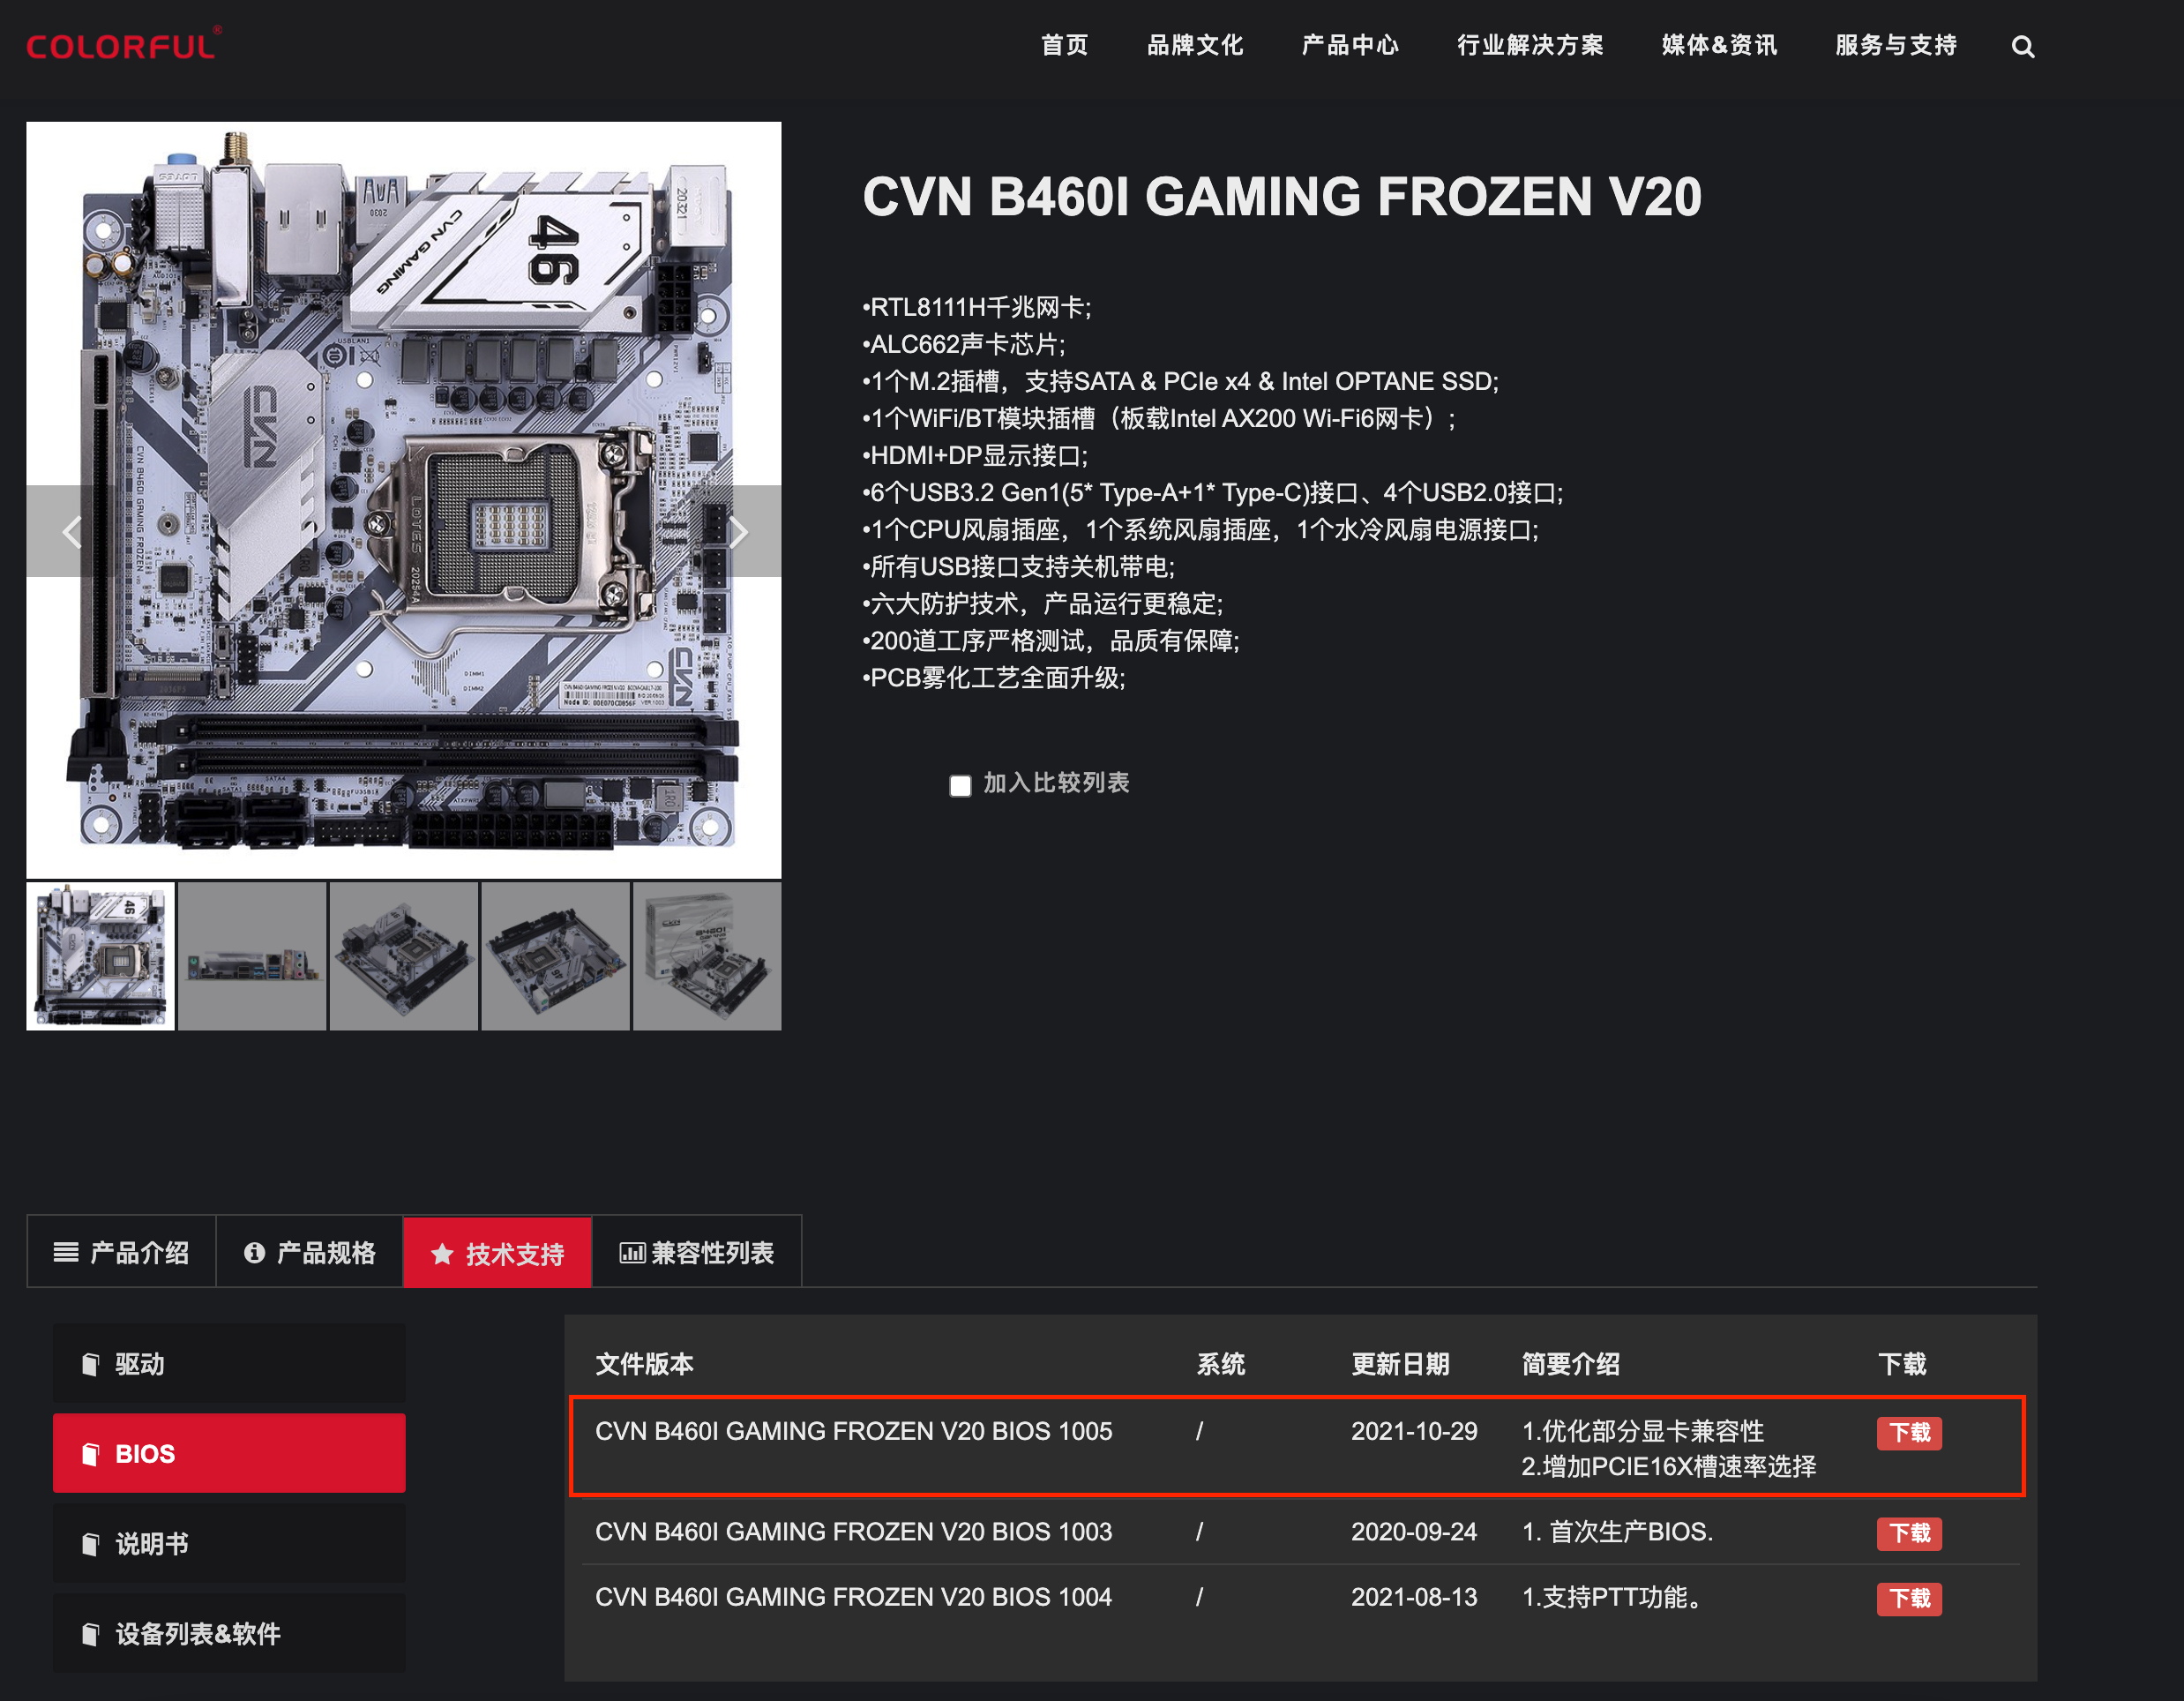 COLORFUL®
首页 品牌文化 产品中心 行业解决方案 媒体&资讯 服务与支持
CVN B460I GAMING FROZEN V20
•RTL8111H千兆网卡;
•ALC662声卡芯片;
•1个M.2插槽，支持SATA & PCIe x4 & Intel OPTANE SSD;
•1个WiFi/BT模块插槽（板载Intel AX200 Wi-Fi6网卡）;
•HDMI+DP显示接口;
•6个USB3.2 Gen1(5* Type-A+1* Type-C)接口、4个USB2.0接口;
•1个CPU风扇插座，1个系统风扇插座，1个水冷风扇电源接口;
•所有USB接口支持关机带电;
•六大防护技术，产品运行更稳定;
•200道工序严格测试，品质有保障;
•PCB雾化工艺全面升级;
加入比较列表
LOTES
CVN GAMING
46
CVN
CVN B460I GAMING FROZEN
LOTES
CVN
DIMM1
DIMM2
产品介绍 产品规格 技术支持 兼容性列表
驱动
BIOS
说明书
设备列表&软件
文件版本 系统 更新日期 简要介绍 下载
CVN B460I GAMING FROZEN V20 BIOS 1005 / 2021-10-29 1.优化部分显卡兼容性 下载
2.增加PCIE16X槽速率选择
CVN B460I GAMING FROZEN V20 BIOS 1003 / 2020-09-24 1. 首次生产BIOS. 下载
CVN B460I GAMING FROZEN V20 BIOS 1004 / 2021-08-13 1.支持PTT功能。 下载